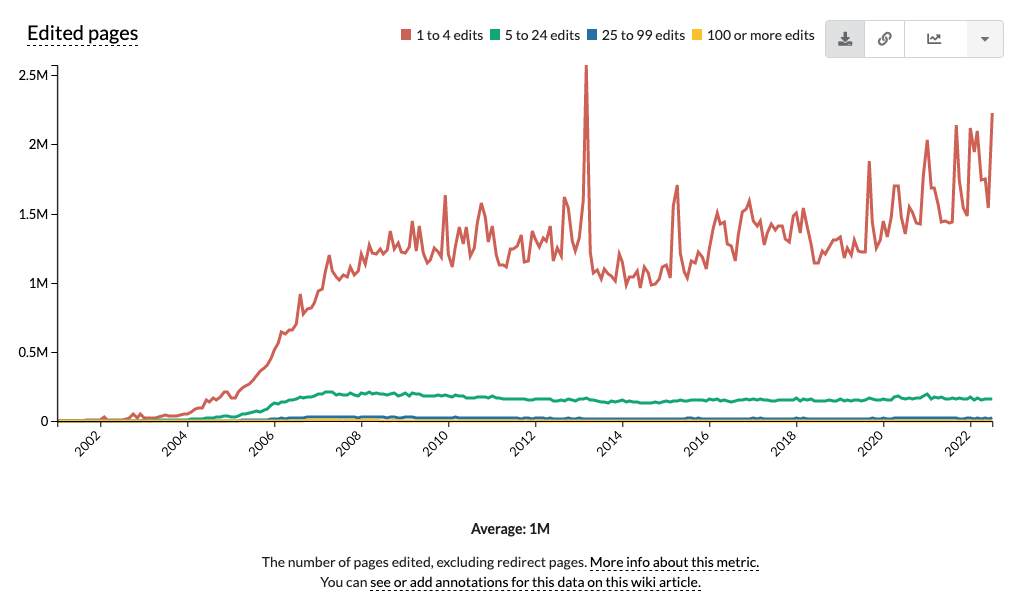 Edited pages
1 to 4 edits 5 to 24 edits 25 to 99 edits 100 or more edits
2.5M
2M
1.5M
1M
0.5M
0
2002 2004 2006 2008 2010 2012 2014 2016 2018 2020 2022
Average: 1M
The number of pages edited, excluding redirect pages. More info about this metric.
You can see or add annotations for this data on this wiki article.